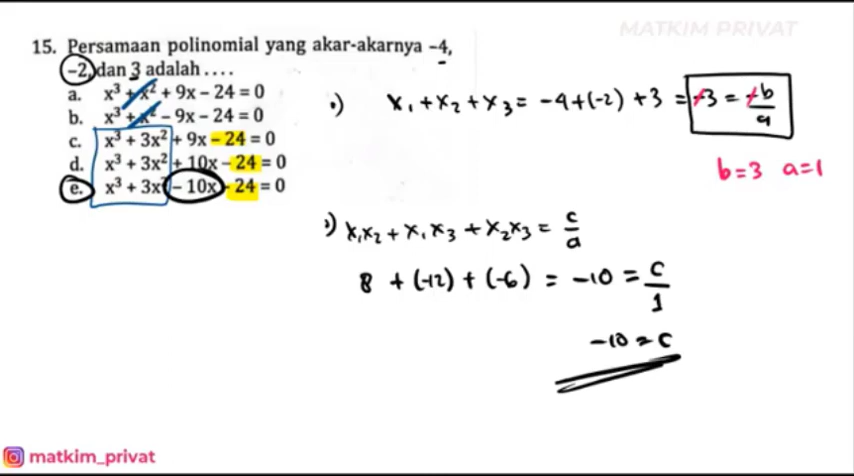 MATKIM PRIVAT
15. Persamaan polinomial yang akar-akarnya −4,
−2, dan 3 adalah . . . .
a. x³ + x² + 9x − 24 = 0
b. x³ + x² − 9x − 24 = 0
c. x³ + 3x² + 9x − 24 = 0
d. x³ + 3x² + 10x − 24 = 0
e. x³ + 3x² − 10x − 24 = 0
•) x₁ + x₂ + x₃ = −4 + (−2) + 3 = −3 = −b/a
b = 3 a = 1
•) x₁x₂ + x₁x₃ + x₂x₃ = c/a
8 + (−12) + (−6) = −10 = c/1
−10 = c
matkim_privat